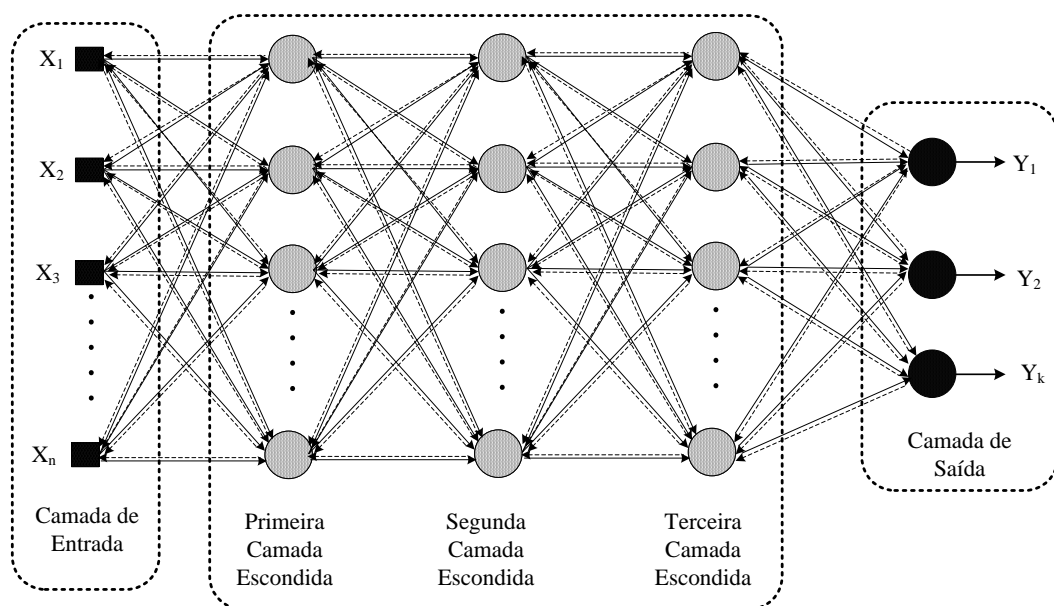 X1
X2
X3
Xn
Camada de
Entrada
Primeira
Camada
Escondida
Segunda
Camada
Escondida
Terceira
Camada
Escondida
Y1
Y2
Yk
Camada de
Saída